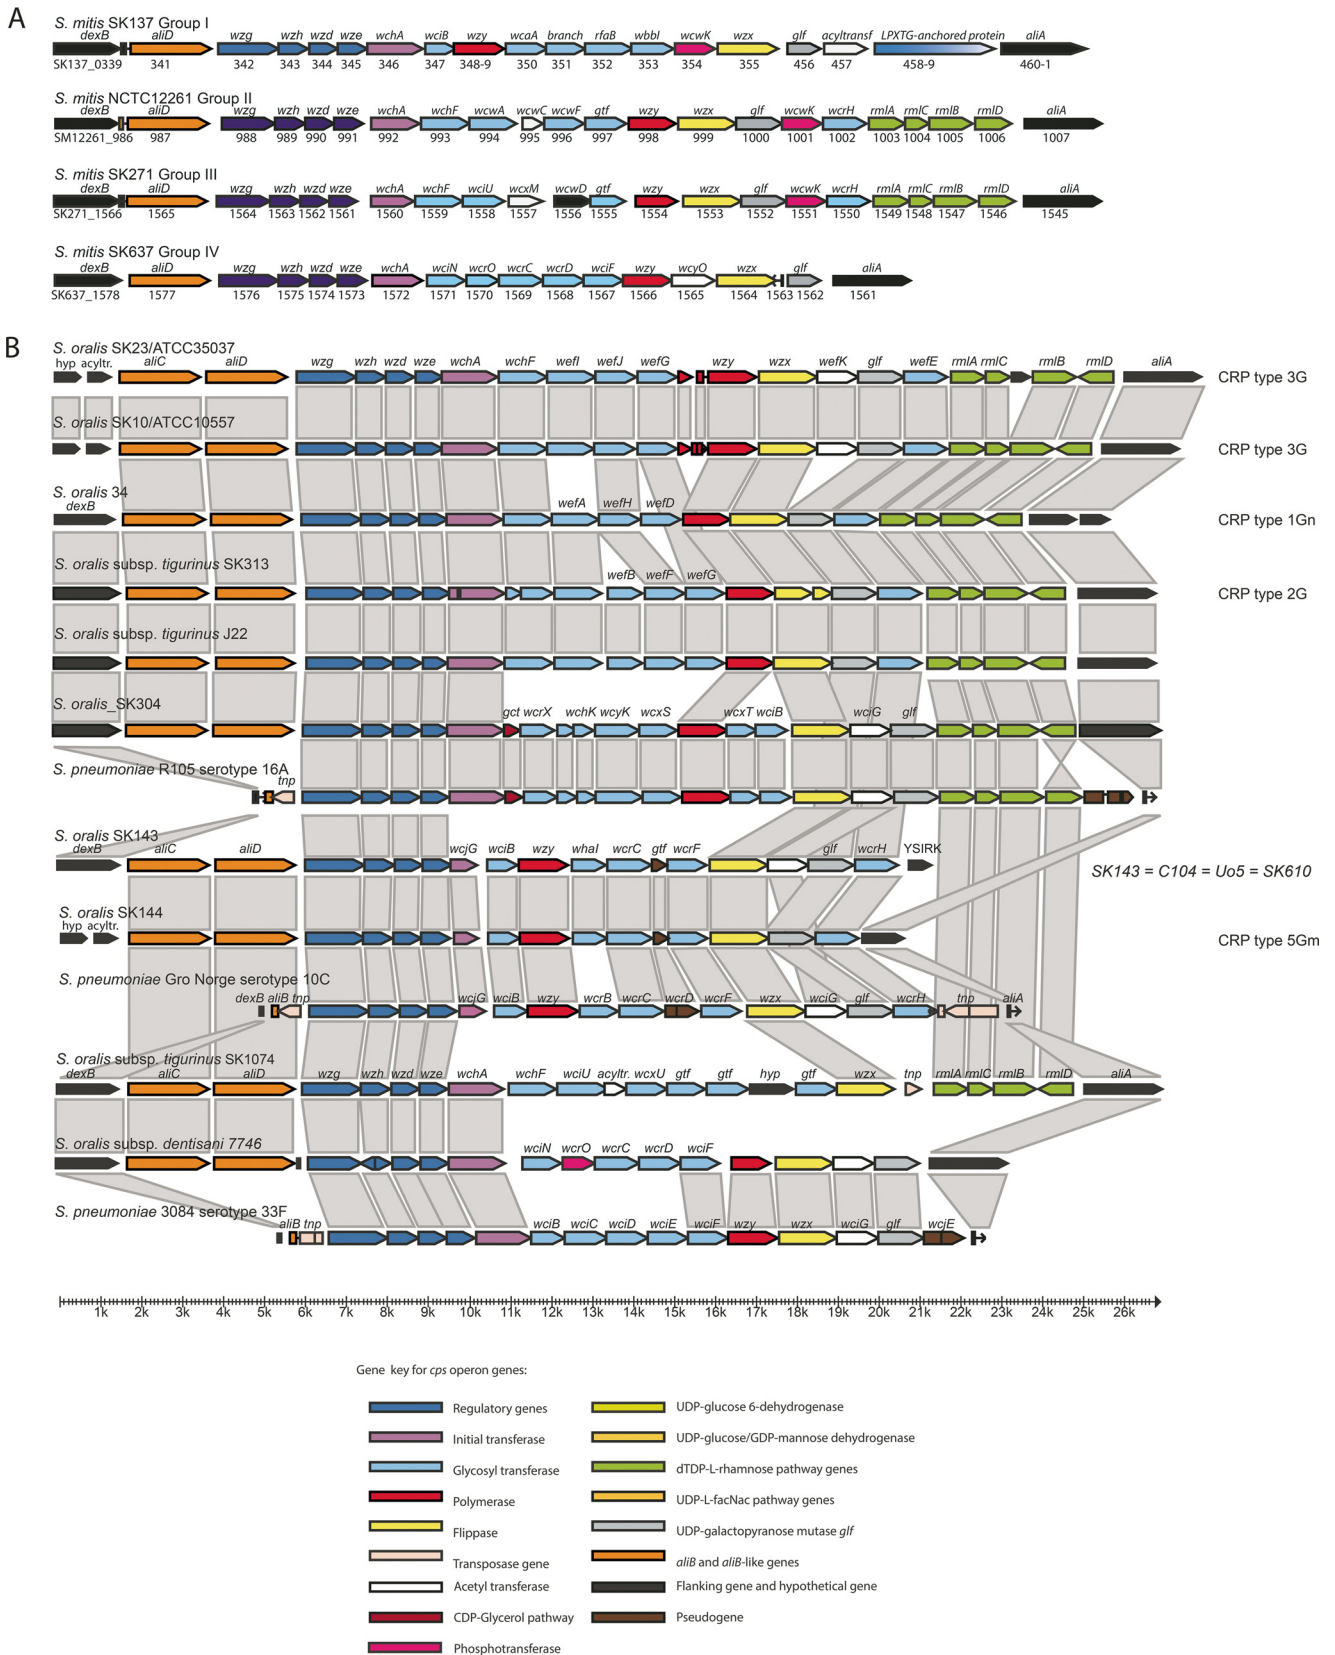 A
S. mitis SK137 Group I
dexB aliD wzg wzh wzd wze wchA wciB wzy wcaA branch rfaB wbbI wcwK wzx glf acyltransf LPXTG-anchored protein aliA
SK137_0339 341 342 343 344 345 346 347 348-9 350 351 352 353 354 355 456 457 458-9 460-1
S. mitis NCTC12261 Group II
dexB aliD wzg wzh wzd wze wchA wchF wcwA wcwC wcwF gtf wzy wzx glf wcwK wcrH rmlA rmlC rmlB rmlD aliA
SM12261_986 987 988 989 990 991 992 993 994 995 996 997 998 999 1000 1001 1002 1003 1004 1005 1006 1007
S. mitis SK271 Group III
dexB aliD wzg wzh wzd wze wchA wchF wciU wcxM wcwD gtf wzy wzx glf wcwK wcrH rmlA rmlC rmlB rmlD aliA
SK271_1566 1565 1564 1563 1562 1561 1560 1559 1558 1557 1556 1555 1554 1553 1552 1551 1550 1549 1548 1547 1546 1545
S. mitis SK637 Group IV
dexB aliD wzg wzh wzd wze wchA wciN wcrO wcrC wcrD wciF wzy wcyO wzx glf aliA
SK637_1578 1577 1576 1575 1574 1573 1572 1571 1570 1569 1568 1567 1566 1565 1564 1563 1562 1561
B
S. oralis SK23/ATCC35037
hyp acyltr. aliC aliD wzg wzh wzd wze wchA wchF wefI wefJ wefG wzy wzx wefK glf wefE rmlA rmlC rmlB rmlD aliA
CRP type 3G
S. oralis SK10/ATCC10557
CRP type 3G
S. oralis 34
dexB wefA wefH wefD
CRP type 1Gn
S. oralis subsp. tigurinus SK313
wefB wefF wefG
CRP type 2G
S. oralis subsp. tigurinus J22
S. oralis_SK304
gct wcrX wchK wcyK wcxS wcxT wciB wciG glf
S. pneumoniae R105 serotype 16A
tnp
S. oralis SK143
dexB aliC aliD wcjG wciB wzy whaI wcrC gtf wcrF glf wcrH YSIRK
SK143 = C104 = Uo5 = SK610
S. oralis SK144
hyp acyltr.
CRP type 5Gm
S. pneumoniae Gro Norge serotype 10C
dexB aliB tnp wcjG wciB wzy wcrB wcrC wcrD wcrF wzx wciG glf wcrH tnp aliA
S. oralis subsp. tigurinus SK1074
dexB aliC aliD wzg wzh wzd wze wchA wchF wciU acyltr. wcxU gtf gtf hyp gtf wzx tnp rmlA rmlC rmlB rmlD aliA
S. oralis subsp. dentisani 7746
wciN wcrO wcrC wcrD wciF
S. pneumoniae 3084 serotype 33F
aliB tnp wciB wciC wciD wciE wciF wzy wzx wciG glf wcjE
1k 2k 3k 4k 5k 6k 7k 8k 9k 10k 11k 12k 13k 14k 15k 16k 17k 18k 19k 20k 21k 22k 23k 24k 25k 26k
Gene key for cps operon genes:
Regulatory genes
Initial transferase
Glycosyl transferase
Polymerase
Flippase
Transposase gene
Acetyl transferase
CDP-Glycerol pathway
Phosphotransferase
UDP-glucose 6-dehydrogenase
UDP-glucose/GDP-mannose dehydrogenase
dTDP-L-rhamnose pathway genes
UDP-L-facNac pathway genes
UDP-galactopyranose mutase glf
aliB and aliB-like genes
Flanking gene and hypothetical gene
Pseudogene